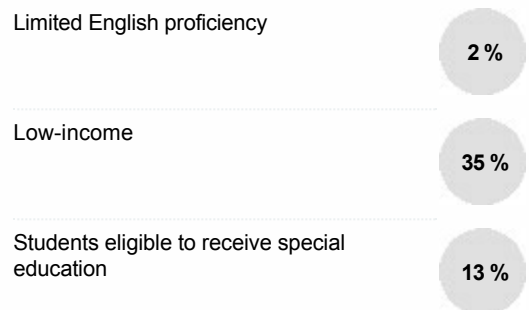 Limited English proficiency
2 %
Low-income
35 %
Students eligible to receive special
education
13 %